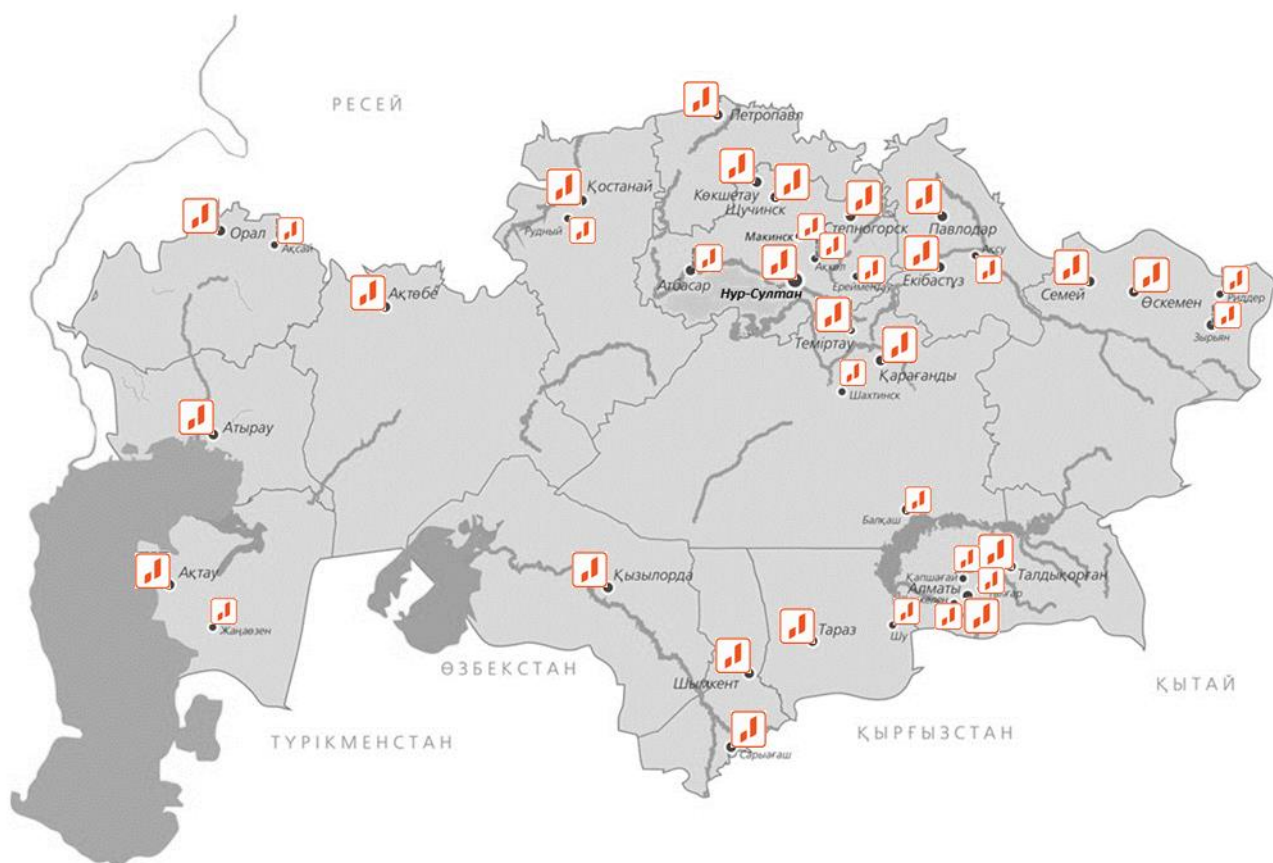 РЕСЕЙ
Петропавл
Қостанай
Рудный
Көкшетау
Щучинск
Степногорск
Павлодар
Макинск
Орал
Ақсай
Атбасар
Нур-Султан
Екібастұз
Ақсу
Семей
Өскемен
Риддер
Зырьян
Ақтөбе
Теміртау
Қарағанды
Шахтинск
Атырау
Балқаш
Ақтау
Қызылорда
Қапшағай
Талдықорған
Алматы
Жаңаөзен
Тараз
Шу
ӨЗБЕКСТАН
Шымкент
ҚЫТАЙ
ТҮРІКМЕНСТАН
Сарыағаш
ҚЫРҒЫЗСТАН